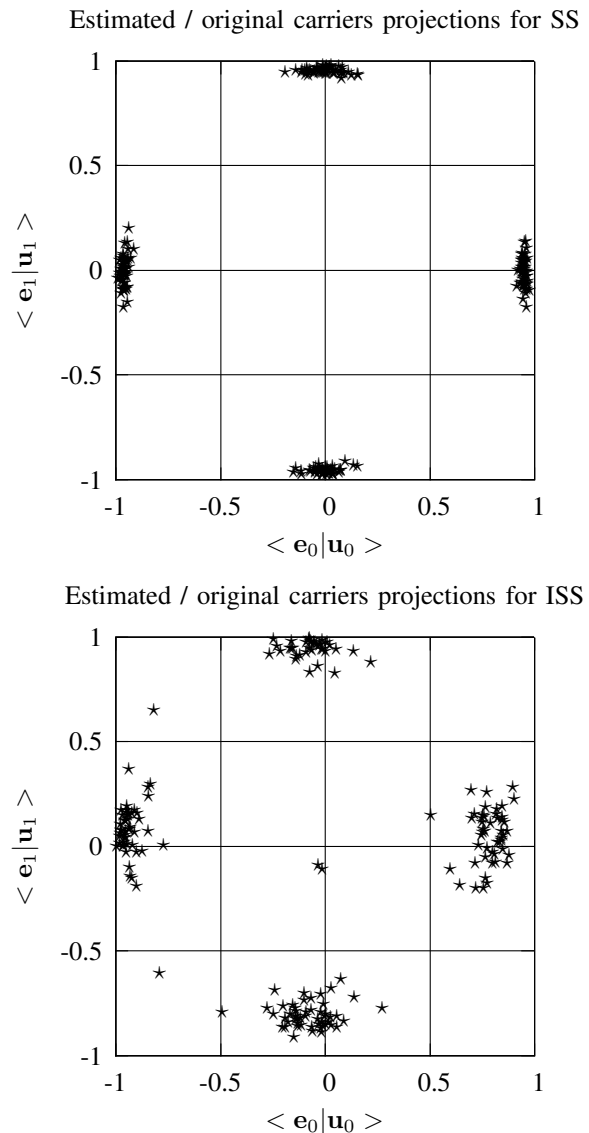 Estimated / original carriers projections for SS
1
0.5
0
-0.5
-1
-1 -0.5 0 0.5 1
< e₁|u₁ >
< e₀|u₀ >
Estimated / original carriers projections for ISS
1
0.5
0
-0.5
-1
-1 -0.5 0 0.5 1
< e₁|u₁ >
< e₀|u₀ >